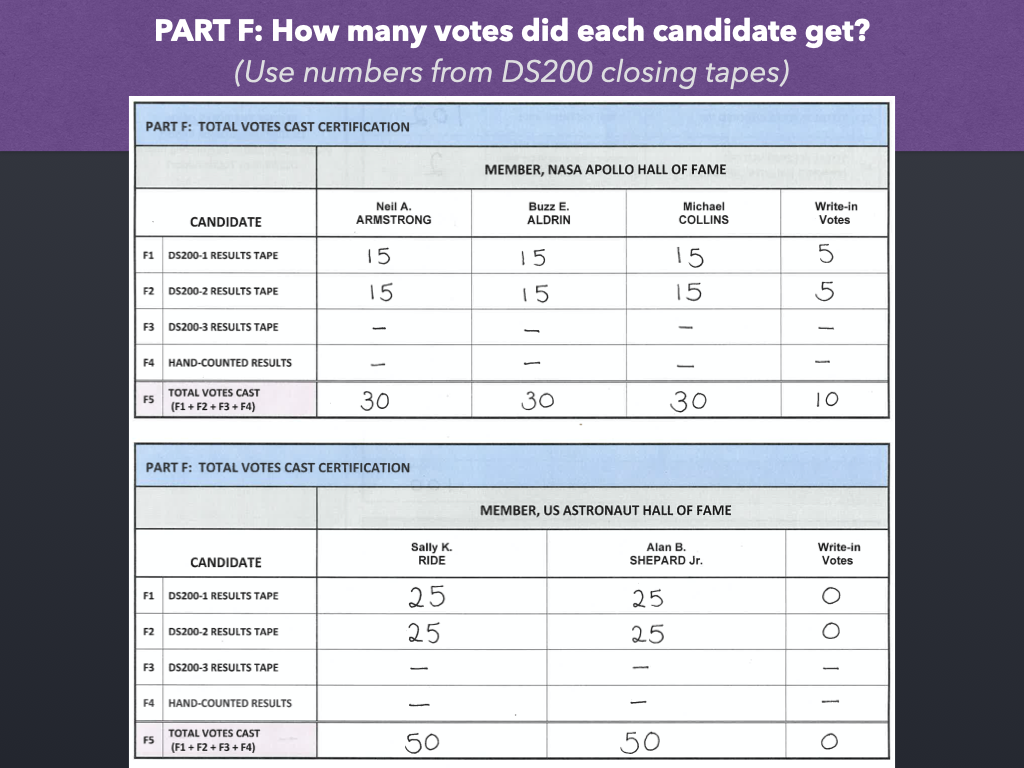 PART F: How many votes did each candidate get?
(Use numbers from DS200 closing tapes)
PART F: TOTAL VOTES CAST CERTIFICATION
MEMBER, NASA APOLLO HALL OF FAME
CANDIDATE
Neil A. ARMSTRONG
Buzz E. ALDRIN
Michael COLLINS
Write-in Votes
F1 DS200-1 RESULTS TAPE 15 15 15 5
F2 DS200-2 RESULTS TAPE 15 15 15 5
F3 DS200-3 RESULTS TAPE – – – –
F4 HAND-COUNTED RESULTS – – – –
F5 TOTAL VOTES CAST (F1 + F2 + F3 + F4) 30 30 30 10
PART F: TOTAL VOTES CAST CERTIFICATION
MEMBER, US ASTRONAUT HALL OF FAME
CANDIDATE
Sally K. RIDE
Alan B. SHEPARD Jr.
Write-in Votes
F1 DS200-1 RESULTS TAPE 25 25 0
F2 DS200-2 RESULTS TAPE 25 25 0
F3 DS200-3 RESULTS TAPE – – –
F4 HAND-COUNTED RESULTS – – –
F5 TOTAL VOTES CAST (F1 + F2 + F3 + F4) 50 50 0